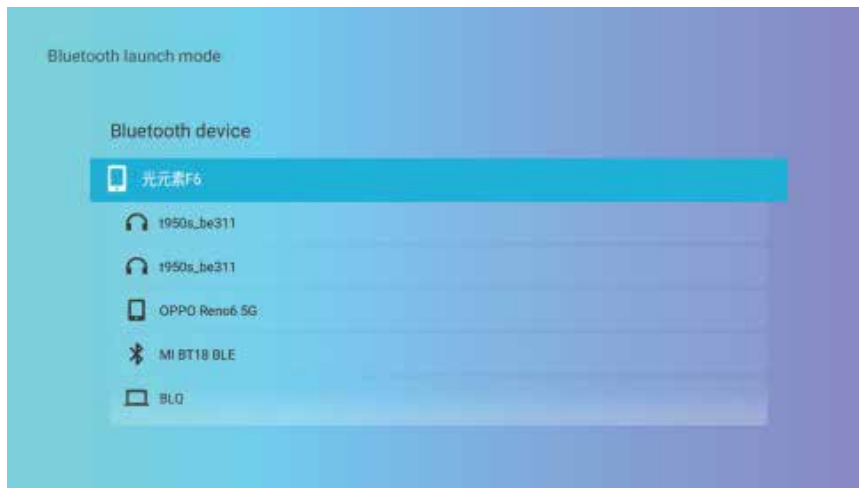 Bluetooth launch mode
Bluetooth device
光元素F6
t950s_be311
t950s_be311
OPPO Reno6 5G
MI BT18 BLE
BLQ